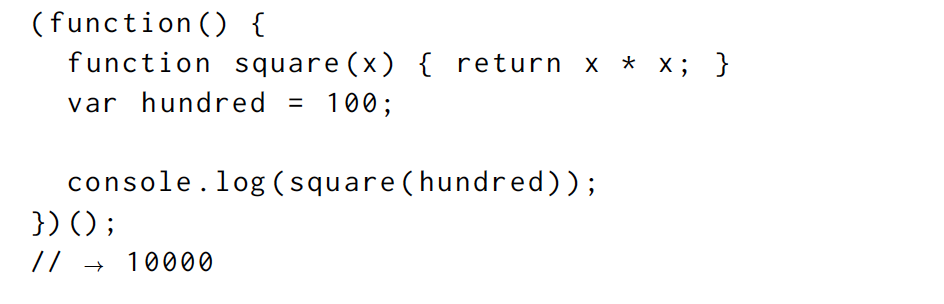 (function() {
  function square(x) { return x * x; }
  var hundred = 100;

  console.log(square(hundred));
})();
// → 10000